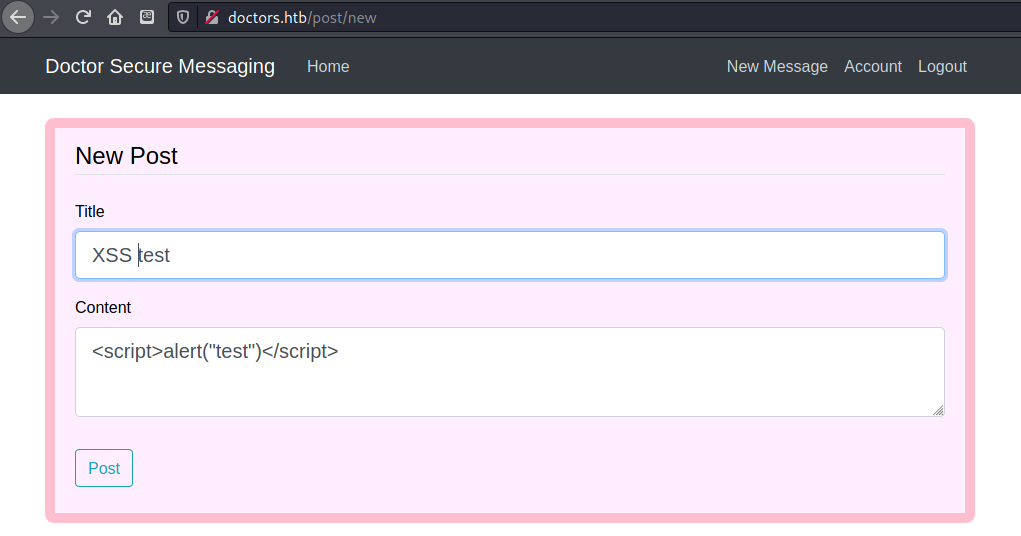 doctors.htb/post/new
Doctor Secure Messaging Home New Message Account Logout
New Post
Title
XSS test
Content
<script>alert("test")</script>
Post